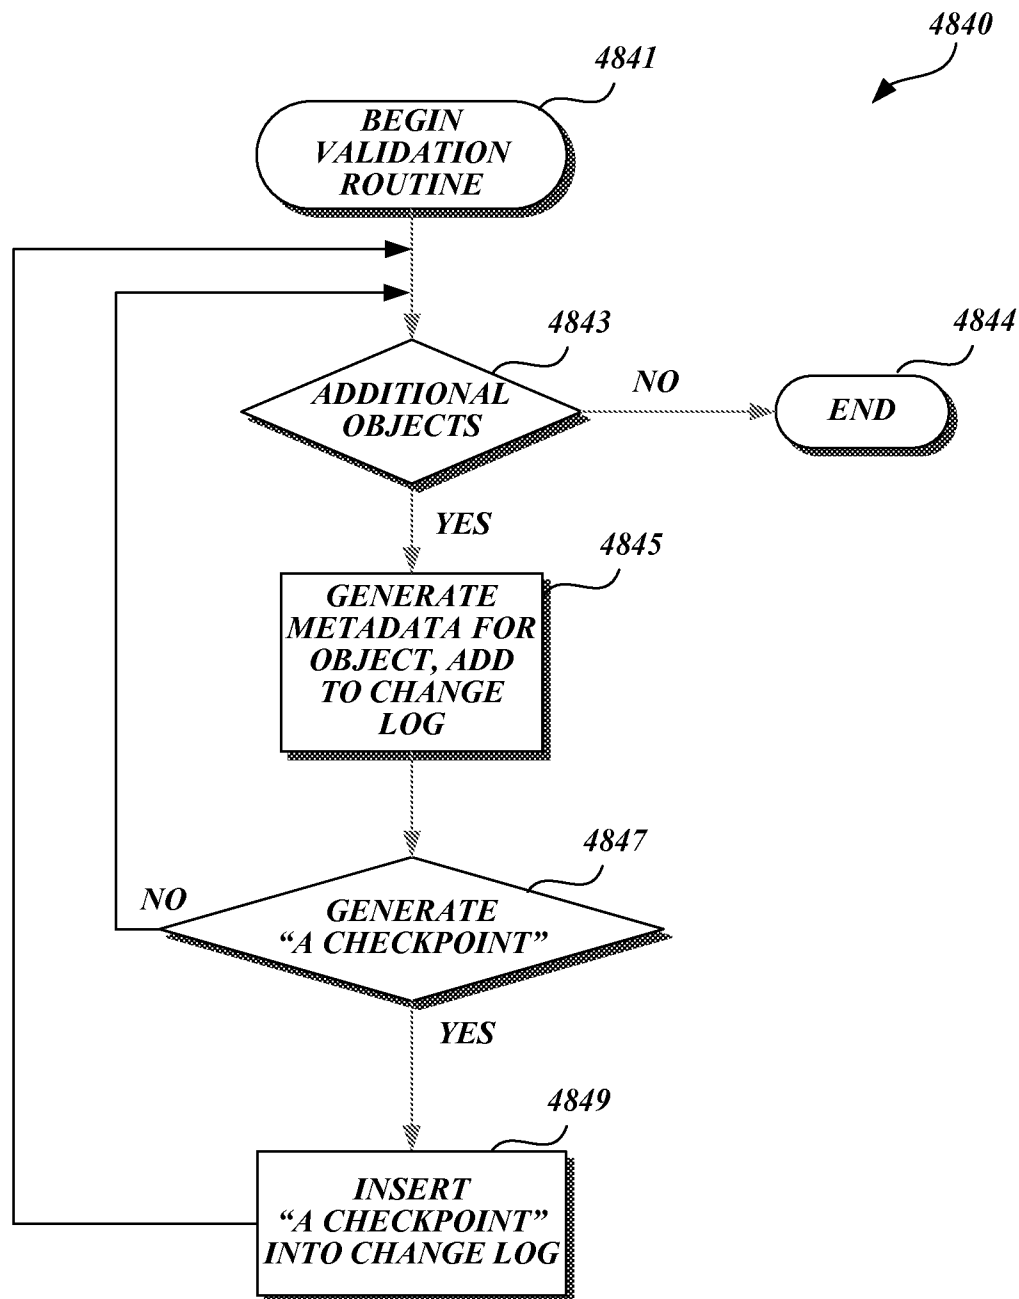 4840
4841
BEGIN
VALIDATION
ROUTINE
4843
4844
ADDITIONAL
OBJECTS
NO
END
YES
4845
GENERATE
METADATA FOR
OBJECT, ADD
TO CHANGE
LOG
4847
NO
GENERATE
“A CHECKPOINT”
YES
4849
INSERT
“A CHECKPOINT”
INTO CHANGE LOG